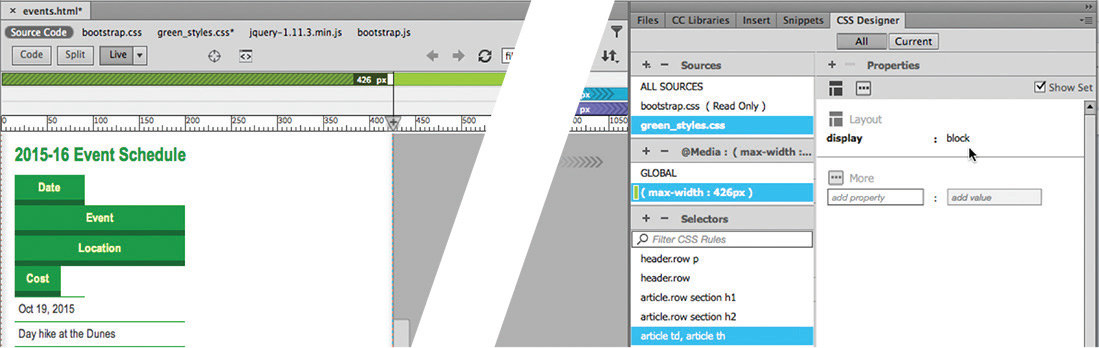 × events.html*
Source Code bootstrap.css green_styles.css* jquery-1.11.3.min.js bootstrap.js
Code Split Live
426 px
px
px
0 50 100 150 200 250 300 350 400 1050
2015-16 Event Schedule
Date
Event
Location
Cost
Oct 19, 2015
Day hike at the Dunes
Files CC Libraries Insert Snippets CSS Designer
All Current
+ − Sources
ALL SOURCES
bootstrap.css ( Read Only )
green_styles.css
+ − @Media : ( max-width :...
GLOBAL
( max-width : 426px )
+ − Selectors
Filter CSS Rules
header.row p
header.row
article.row section h1
article.row section h2
article td, article th
+ − Properties
Show Set
Layout
display : block
More
add property : add value